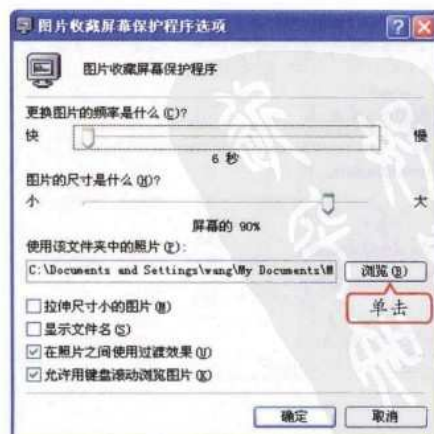 图片收藏屏幕保护程序选项
图片收藏屏幕保护程序
更换图片的频率是什么(C)?
快 慢
6 秒
图片的尺寸是什么(H)?
小 大
屏幕的 90%
使用该文件夹中的照片(F):
C:\Documents and Settings\wang\My Documents\M 浏览(B)
单击
拉伸尺寸小的图片(M)
显示文件名(S)
在照片之间使用过渡效果(U)
允许用键盘滚动浏览图片(K)
确定 取消